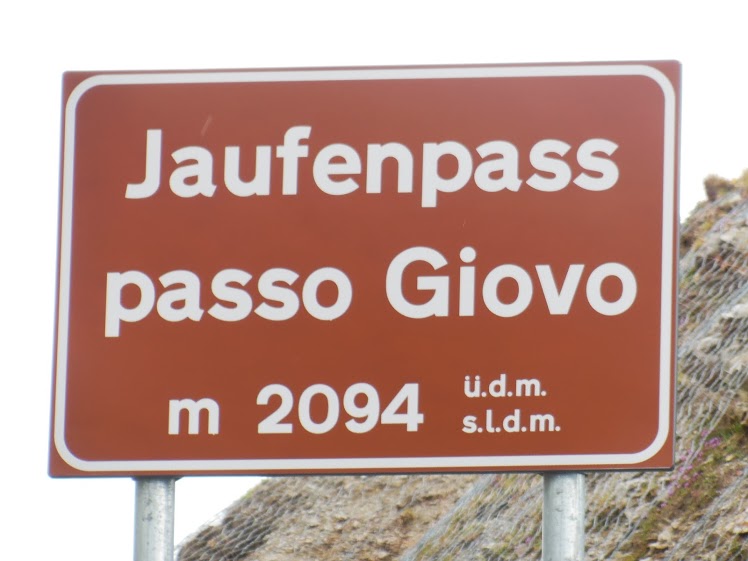 Jaufenpass
passo Giovo
m 2094 ü.d.m.
s.l.d.m.